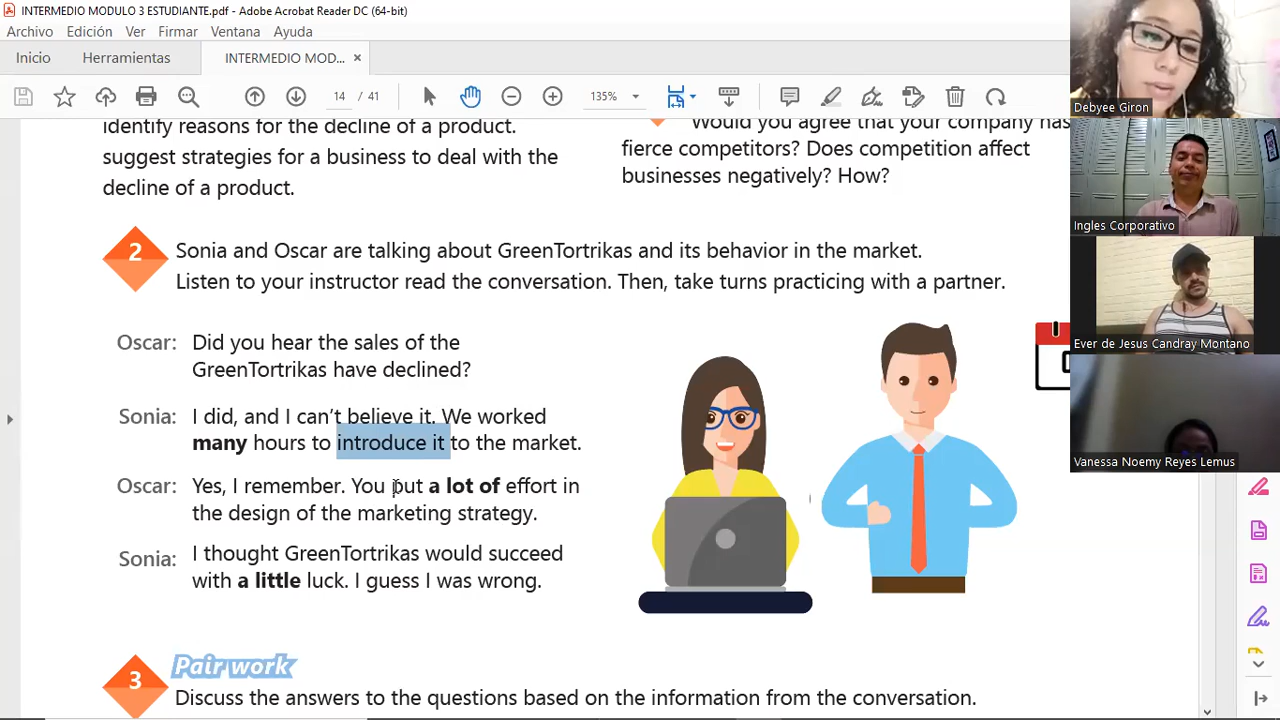 INTERMEDIO MODULO 3 ESTUDIANTE.pdf - Adobe Acrobat Reader DC (64-bit)
Archivo Edición Ver Firmar Ventana Ayuda
Inicio Herramientas INTERMEDIO MOD... ×
14 / 41 135%
identify reasons for the decline of a product.
suggest strategies for a business to deal with the
decline of a product.
Would you agree that your company has
fierce competitors? Does competition affect
businesses negatively? How?
2
Sonia and Oscar are talking about GreenTortrikas and its behavior in the market.
Listen to your instructor read the conversation. Then, take turns practicing with a partner.
Oscar: Did you hear the sales of the
GreenTortrikas have declined?
Sonia: I did, and I can't believe it. We worked
many hours to introduce it to the market.
Oscar: Yes, I remember. You put a lot of effort in
the design of the marketing strategy.
Sonia: I thought GreenTortrikas would succeed
with a little luck. I guess I was wrong.
3
Pair work
Discuss the answers to the questions based on the information from the conversation.
Debyee Giron
Ingles Corporativo
Ever de Jesus Candray Montano
Vanessa Noemy Reyes Lemus